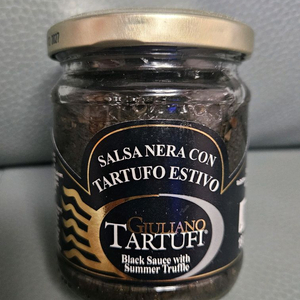 SALSA NERA CON
TARTUFO ESTIVO
GIULIANO
TARTUFI
Black Sauce with
Summer Truffle